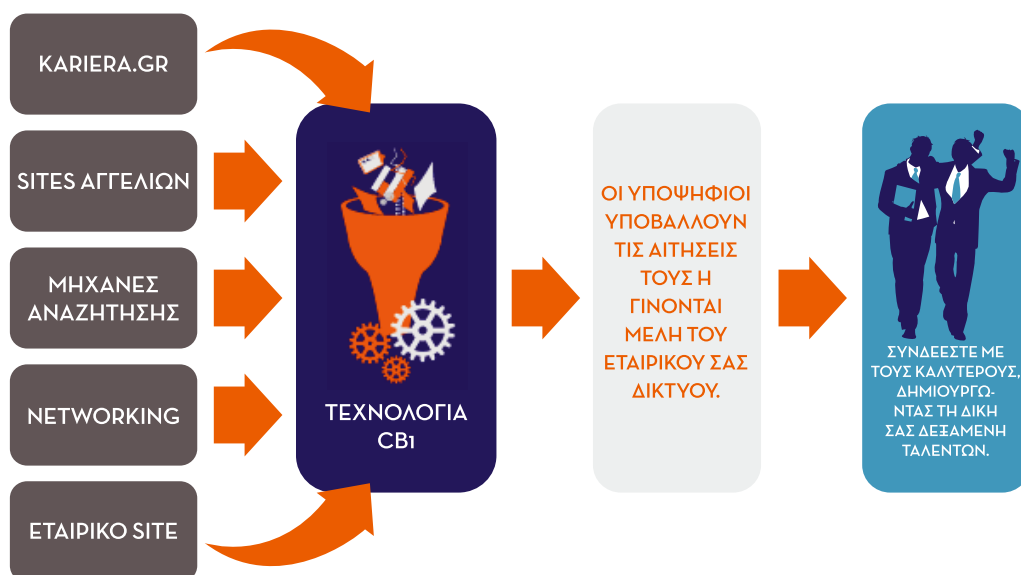 KARIERA.GR
SITES ΑΓΓΕΛΙΩΝ
ΜΗΧΑΝΕΣ
ΑΝΑΖΗΤΗΣΗΣ
NETWORKING
ΕΤΑΙΡΙΚΟ SITE
ΤΕΧΝΟΛΟΓΙΑ
CB1
ΟΙ ΥΠΟΨΗΦΙΟΙ
ΥΠΟΒΑΛΛΟΥΝ
ΤΙΣ ΑΙΤΗΣΕΙΣ
ΤΟΥΣ Η
ΓΙΝΟΝΤΑΙ
ΜΕΛΗ ΤΟΥ
ΕΤΑΙΡΙΚΟΥ ΣΑΣ
ΔΙΚΤΥΟΥ.
ΣΥΝΔΕΕΣΤΕ ΜΕ
ΤΟΥΣ ΚΑΛΥΤΕΡΟΥΣ,
ΔΗΜΙΟΥΡΓΩ-
ΝΤΑΣ ΤΗ ΔΙΚΗ
ΣΑΣ ΔΕΞΑΜΕΝΗ
ΤΑΛΕΝΤΩΝ.